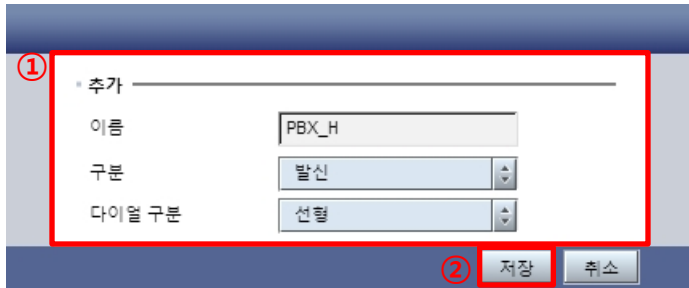 ①
추가
이름 PBX_H
구분 발신
다이얼 구분 선형
② 저장 취소